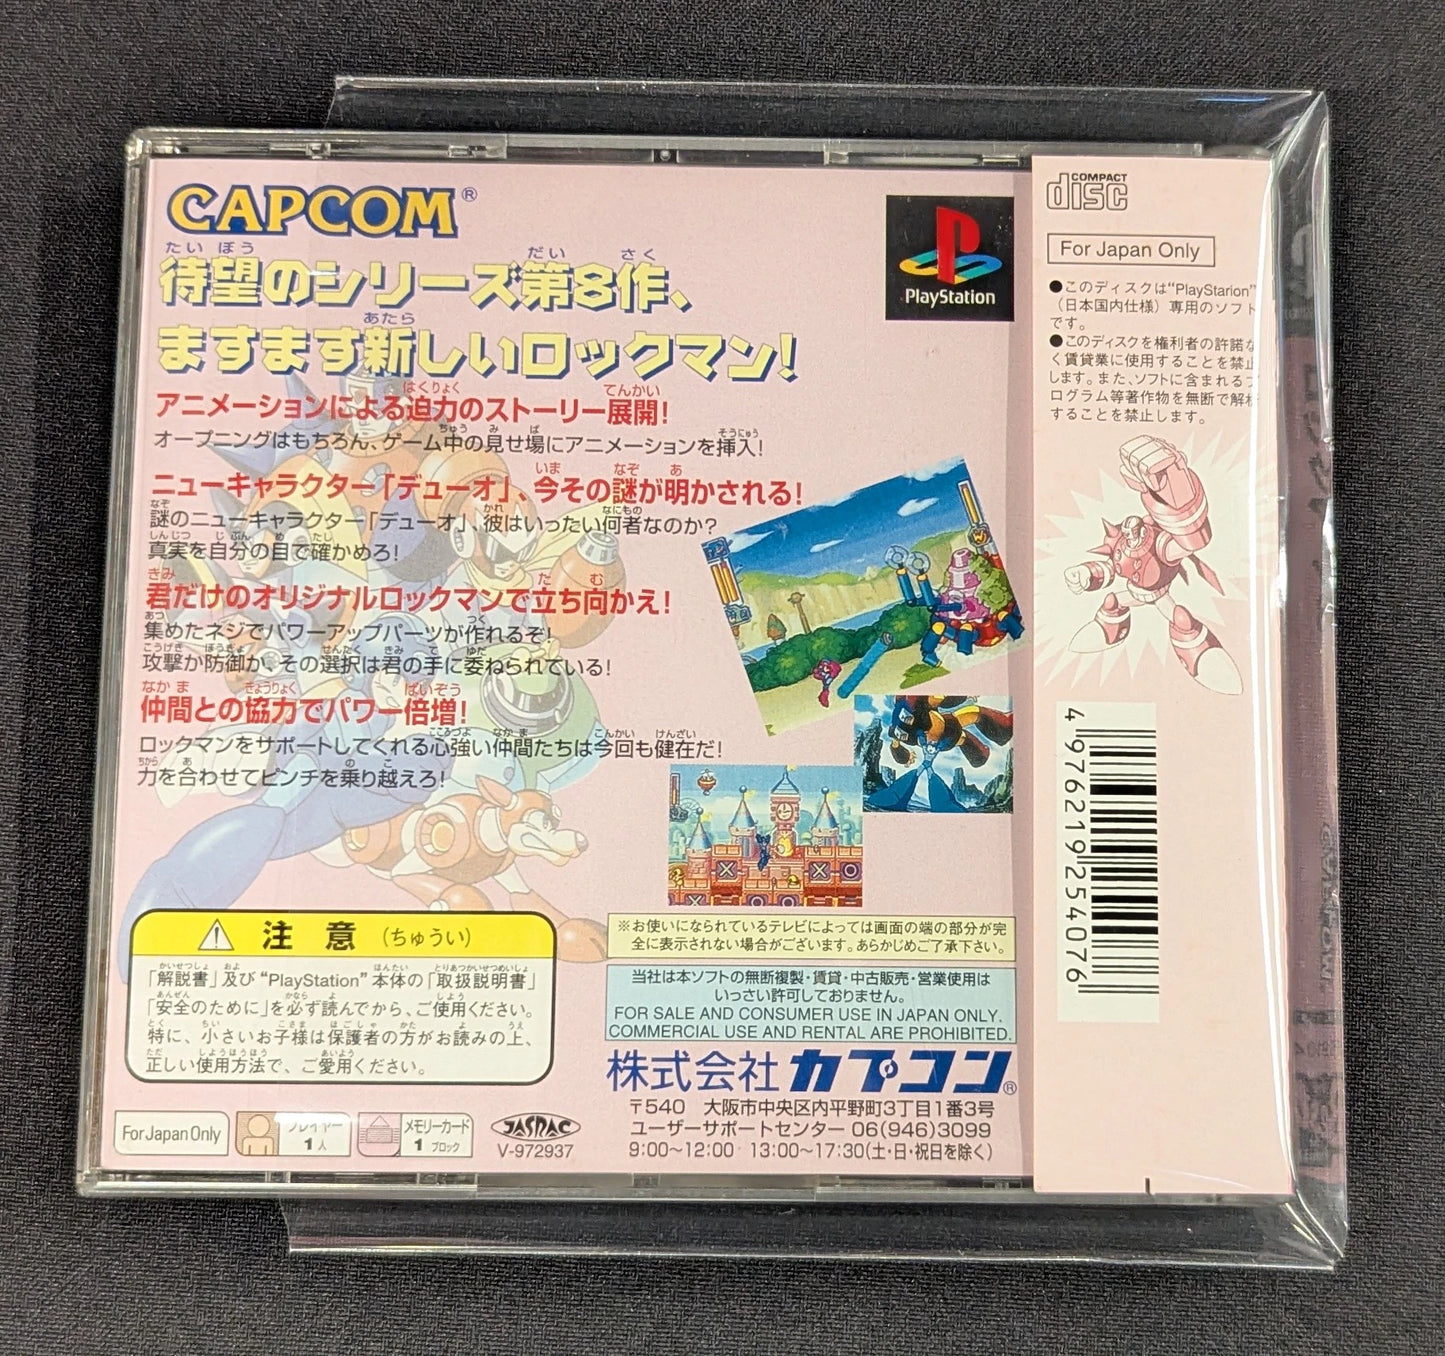 CAPCOM®
待望のシリーズ第8作、
ますます新しいロックマン!
アニメーションによる迫力のストーリー展開!
オープニングはもちろん、ゲーム中の見せ場にアニメーションを挿入!
ニューキャラクター「デューオ」、今その謎が明かされる!
謎のニューキャラクター「デューオ」、彼はいったい何者なのか?
真実を自分の目で確かめろ!
君だけのオリジナルロックマンで立ち向かえ!
集めたネジでパワーアップパーツが作れるぞ!
攻撃か防御か、その選択は君の手に委ねられている!
仲間との協力でパワー倍増!
ロックマンをサポートしてくれる心強い仲間たちは今回も健在だ!
力を合わせてピンチを乗り越えろ!
PlayStation
注意(ちゅうい)
「解説書」及び“PlayStation”本体の「取扱説明書」
「安全のために」を必ず読んでから、ご使用ください。
特に、小さいお子様は保護者の方がお読みの上、
正しい使用方法で、ご愛用ください。
For Japan Only
プレイヤー
1人
メモリーカード
1ブロック
JASRAC
V-972937
※お使いになられているテレビによっては画面の端の部分が完
全に表示されない場合がございます。あらかじめご了承下さい。
当社は本ソフトの無断複製・賃貸・中古販売・営業使用は
いっさい許可しておりません。
FOR SALE AND CONSUMER USE IN JAPAN ONLY.
COMMERCIAL USE AND RENTAL ARE PROHIBITED.
株式会社カプコン®
〒540 大阪市中央区内平野町3丁目1番3号
ユーザーサポートセンター 06(946)3099
9:00〜12:00 13:00〜17:30(土・日・祝日を除く)
COMPACT
disc
For Japan Only
●このディスクは“PlayStarion”
(日本国内仕様)専用のソフト
です。
●このディスクを権利者の許諾な
く賃貸業に使用することを禁止
します。また、ソフトに含まれるプ
ログラム等著作物を無断で解析
することを禁止します。
4976219254076